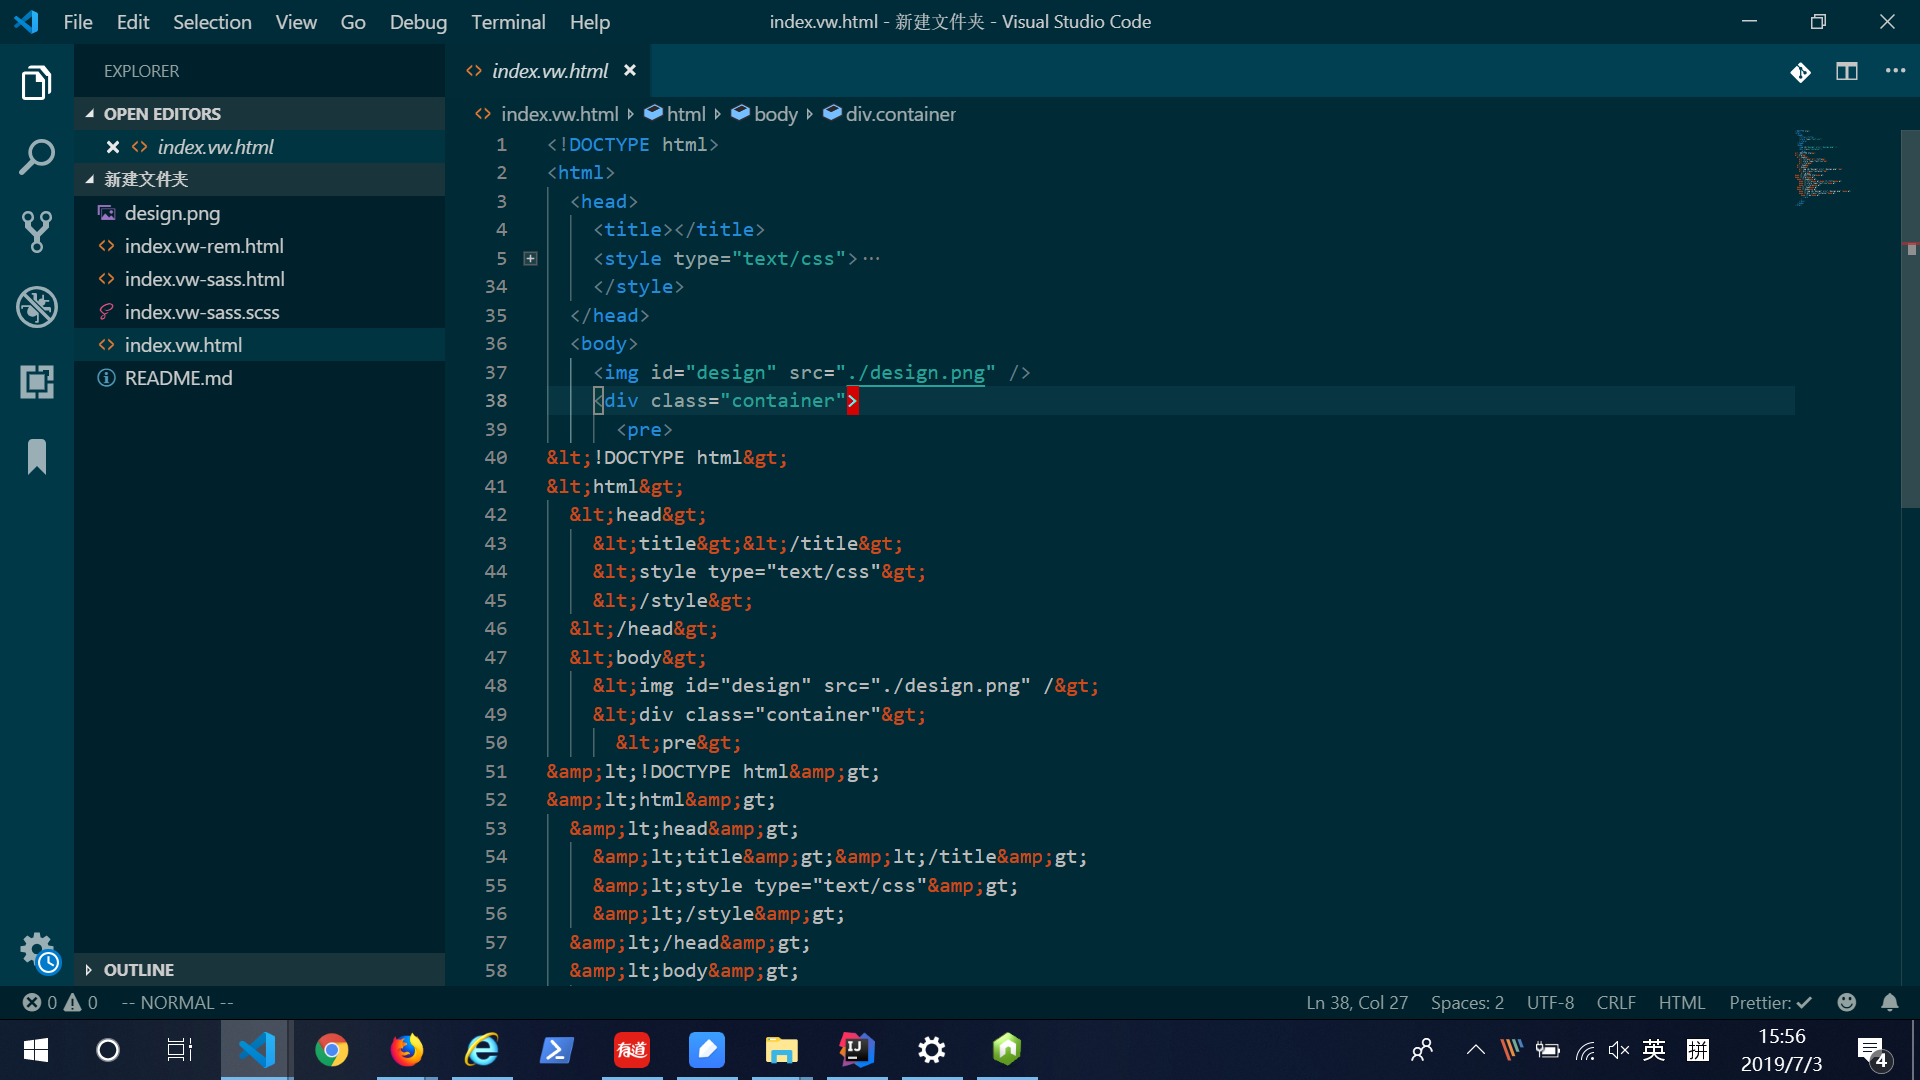 File Edit Selection View Go Debug Terminal Help
index.vw.html - 新建文件夹 - Visual Studio Code
EXPLORER
OPEN EDITORS
index.vw.html
新建文件夹
design.png
index.vw-rem.html
index.vw-sass.html
index.vw-sass.scss
index.vw.html
README.md
OUTLINE
index.vw.html
index.vw.html html body div.container
1 <!DOCTYPE html>
2 <html>
3 <head>
4 <title></title>
5 <style type="text/css">···
34 </style>
35 </head>
36 <body>
37 <img id="design" src="./design.png" />
38 <div class="container">
39 <pre>
40 &lt;!DOCTYPE html&gt;
41 &lt;html&gt;
42 &lt;head&gt;
43 &lt;title&gt;&lt;/title&gt;
44 &lt;style type="text/css"&gt;
45 &lt;/style&gt;
46 &lt;/head&gt;
47 &lt;body&gt;
48 &lt;img id="design" src="./design.png" /&gt;
49 &lt;div class="container"&gt;
50 &lt;pre&gt;
51 &amp;lt;!DOCTYPE html&amp;gt;
52 &amp;lt;html&amp;gt;
53 &amp;lt;head&amp;gt;
54 &amp;lt;title&amp;gt;&amp;lt;/title&amp;gt;
55 &amp;lt;style type="text/css"&amp;gt;
56 &amp;lt;/style&amp;gt;
57 &amp;lt;/head&amp;gt;
58 &amp;lt;body&amp;gt;
0 0 -- NORMAL --
Ln 38, Col 27 Spaces: 2 UTF-8 CRLF HTML Prettier: ✓
有道
IJ
英
拼
15:56
2019/7/3
4